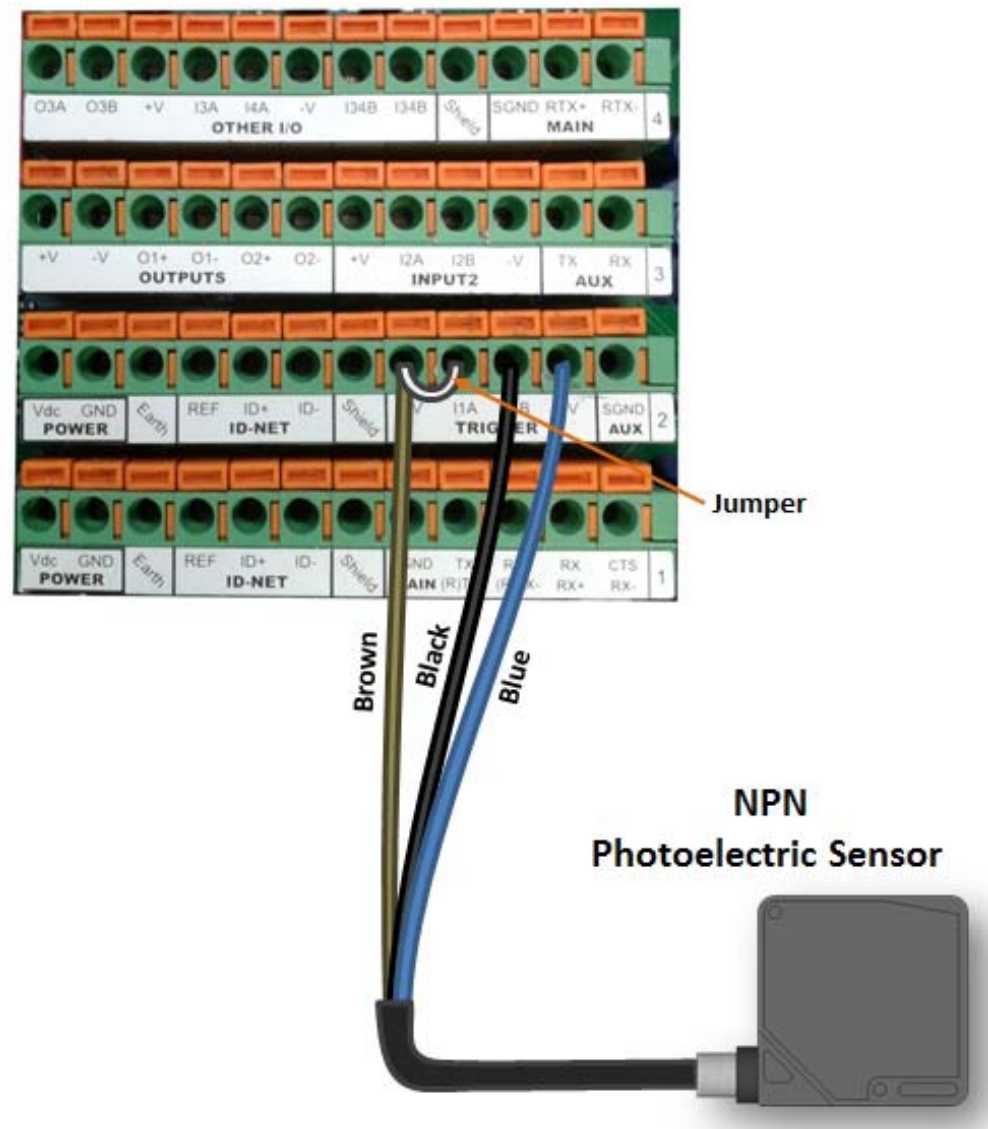 O3A O3B +V I3A I4A -V I34B I34B Shield SGND RTX+ RTX-
OTHER I/O MAIN 4
+V -V O1+ O1- O2+ O2- +V I2A I2B -V TX RX
OUTPUTS INPUT2 AUX 3
Vdc GND Earth REF ID+ ID- Shield I1A SGND
POWER ID-NET AUX 2
Jumper
Vdc GND Earth REF ID+ ID- Shield RX CTS
POWER ID-NET RX+ RX- 1
Brown
Black
Blue
NPN
Photoelectric Sensor